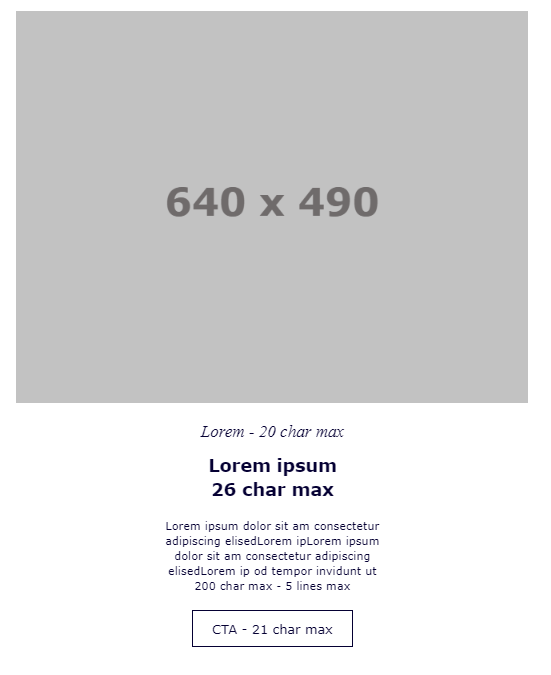 640 x 490
Lorem - 20 char max
Lorem ipsum
26 char max
Lorem ipsum dolor sit am consectetur
adipiscing elisedLorem ipLorem ipsum
dolor sit am consectetur adipiscing
elisedLorem ip od tempor invidunt ut
200 char max - 5 lines max
CTA - 21 char max